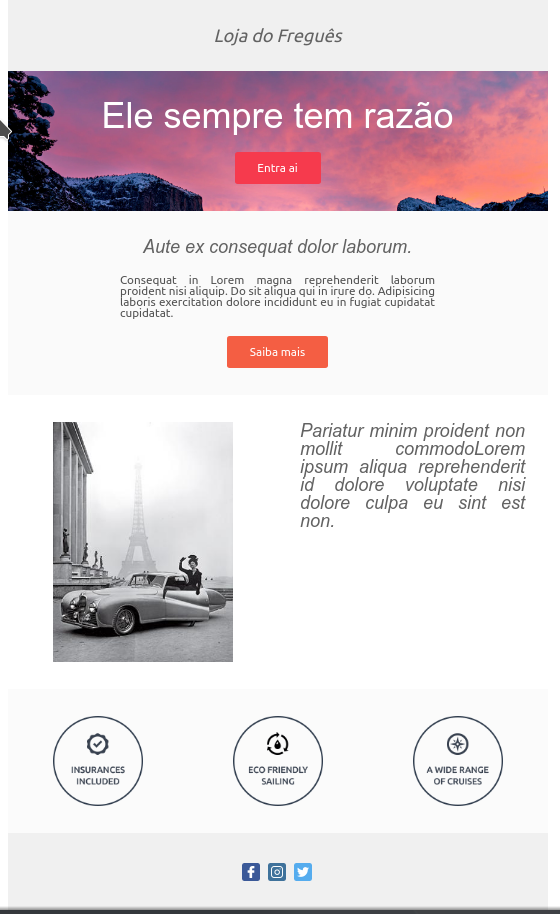 Loja do Freguês
Ele sempre tem razão
Entra ai
Aute ex consequat dolor laborum.
Consequat in Lorem magna reprehenderit laborum
proident nisi aliquip. Do sit aliqua qui in irure do. Adipisicing
laboris exercitation dolore incididunt eu in fugiat cupidatat
cupidatat.
Saiba mais
Pariatur minim proident non
mollit commodoLorem
ipsum aliqua reprehenderit
id dolore voluptate nisi
dolore culpa eu sint est
non.
INSURANCES
INCLUDED
ECO FRIENDLY
SAILING
A WIDE RANGE
OF CRUISES